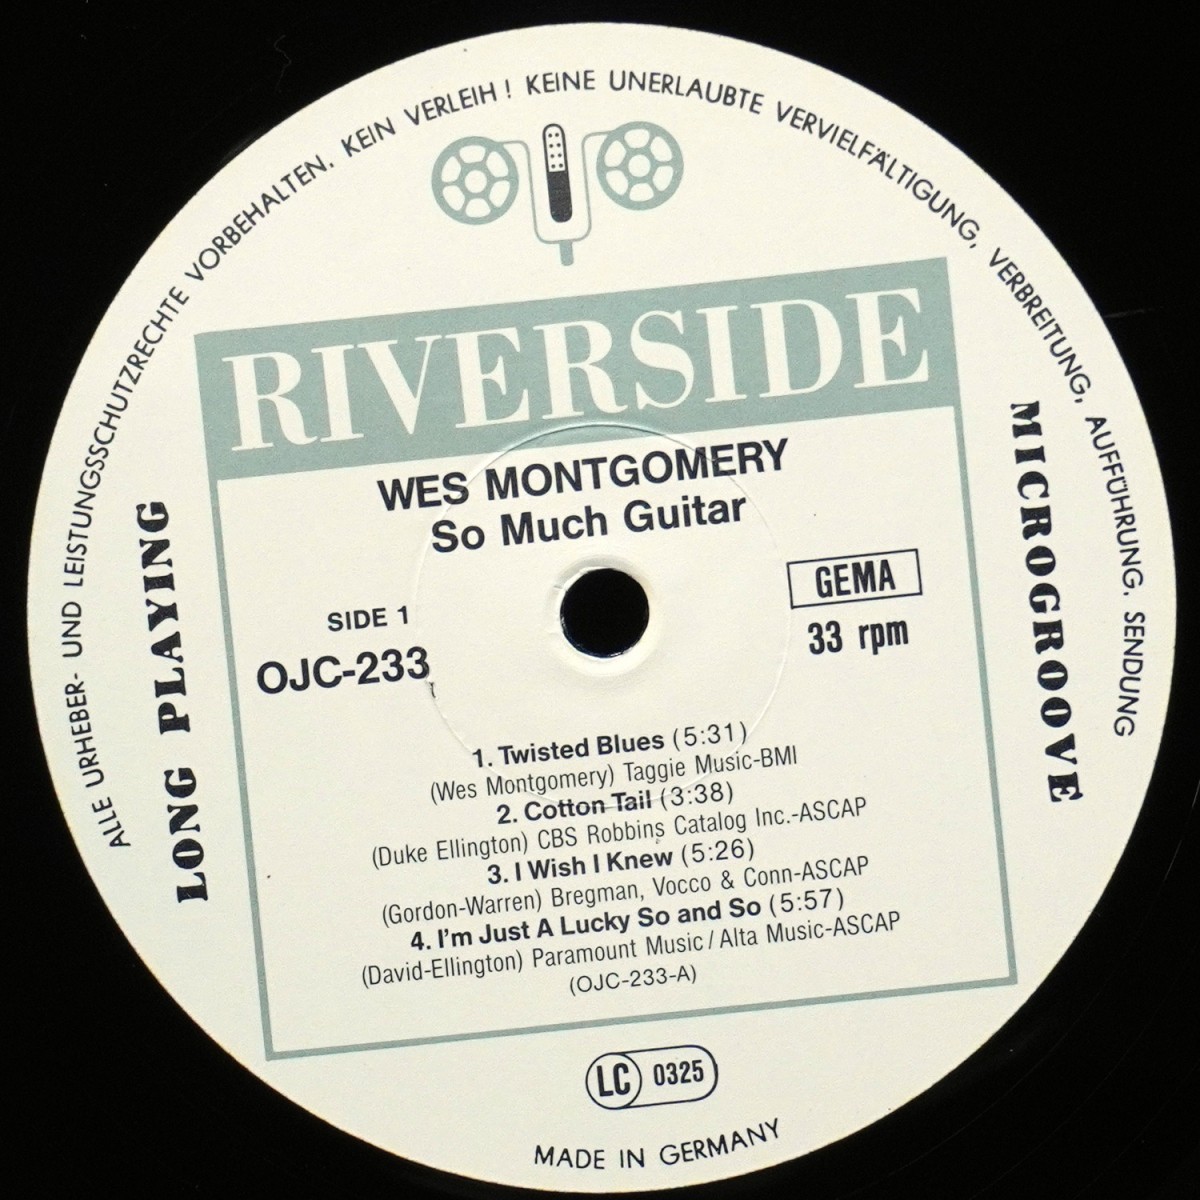 ALLE URHEBER- UND LEISTUNGSSCHUTZRECHTE VORBEHALTEN. KEIN VERLEIH! KEINE UNERLAUBTE VERVIELFÄLTIGUNG, VERBREITUNG, AUFFÜHRUNG. SENDUNG
RIVERSIDE
LONG PLAYING
MICROGROOVE
WES MONTGOMERY
So Much Guitar
SIDE 1
OJC-233
GEMA
33 rpm
1. Twisted Blues (5:31)
(Wes Montgomery) Taggie Music-BMI
2. Cotton Tail (3:38)
(Duke Ellington) CBS Robbins Catalog Inc.-ASCAP
3. I Wish I Knew (5:26)
(Gordon-Warren) Bregman, Vocco & Conn-ASCAP
4. I'm Just A Lucky So and So (5:57)
(David-Ellington) Paramount Music / Alta Music-ASCAP
(OJC-233-A)
LC 0325
MADE IN GERMANY